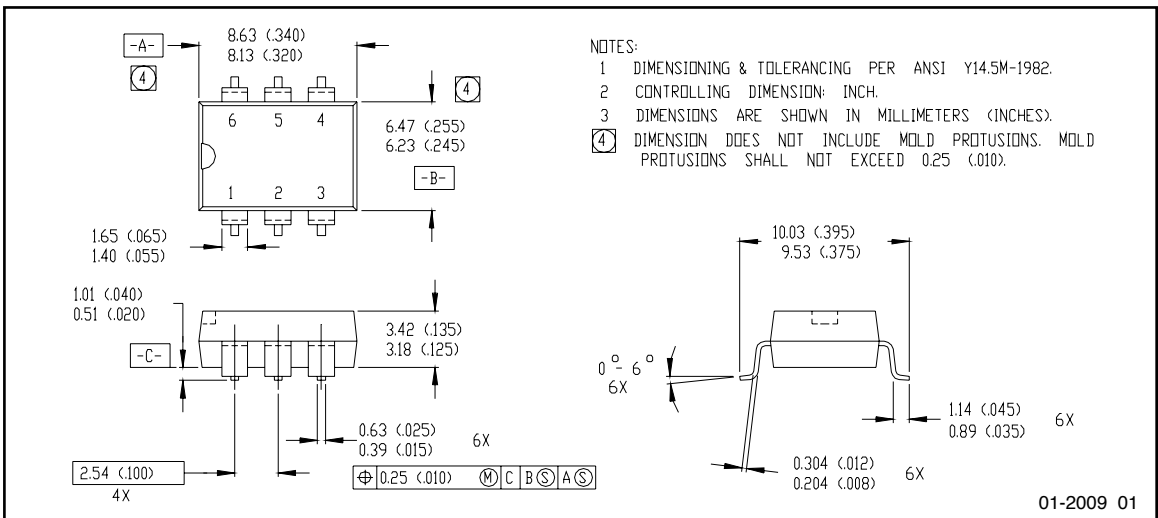 -A-
8.63 (.340)
8.13 (.320)
4
4
6 5 4
1 2 3
6.47 (.255)
6.23 (.245)
-B-
NOTES:
1 DIMENSIONING & TOLERANCING PER ANSI Y14.5M-1982.
2 CONTROLLING DIMENSION: INCH.
3 DIMENSIONS ARE SHOWN IN MILLIMETERS (INCHES).
4 DIMENSION DOES NOT INCLUDE MOLD PROTUSIONS. MOLD
PROTUSIONS SHALL NOT EXCEED 0.25 (.010).
1.65 (.065)
1.40 (.055)
1.01 (.040)
0.51 (.020)
-C-
3.42 (.135)
3.18 (.125)
0.63 (.025)
0.39 (.015)
6X
2.54 (.100)
4X
⌖ 0.25 (.010) Ⓜ C B Ⓢ A Ⓢ
10.03 (.395)
9.53 (.375)
0° - 6°
6X
1.14 (.045)
0.89 (.035)
6X
0.304 (.012)
0.204 (.008)
6X
01-2009 01